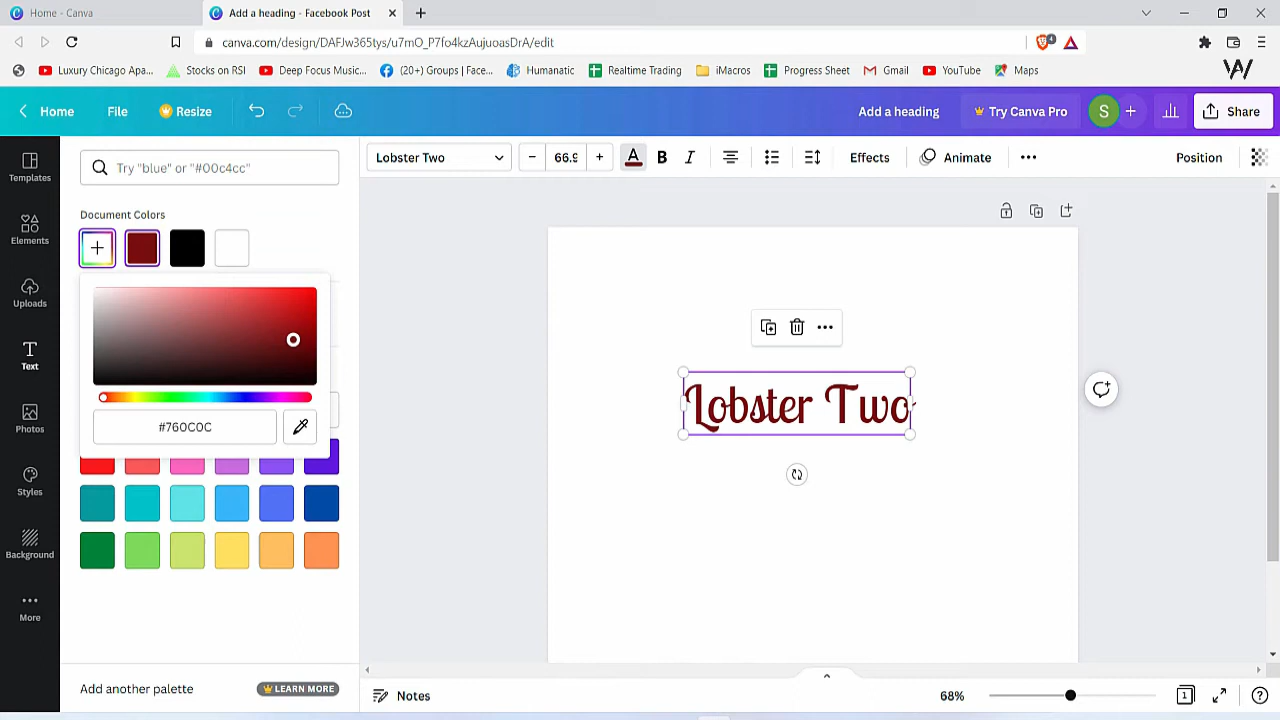 Home - Canva
Add a heading - Facebook Post
canva.com/design/DAFJw365tys/u7mO_P7fo4kzAujuoasDrA/edit
4
Luxury Chicago Apa...
Stocks on RSI
Deep Focus Music...
(20+) Groups | Face...
Humanatic
Realtime Trading
iMacros
Progress Sheet
Gmail
YouTube
Maps
Home
File
Resize
Add a heading
Try Canva Pro
S
Share
Templates
Elements
Uploads
Text
Photos
Styles
Background
More
Try "blue" or "#00c4cc"
Document Colors
#760C0C
Add another palette
LEARN MORE
Lobster Two
66.9
A
B
I
Effects
Animate
Position
Lobster Two
Notes
68%
1